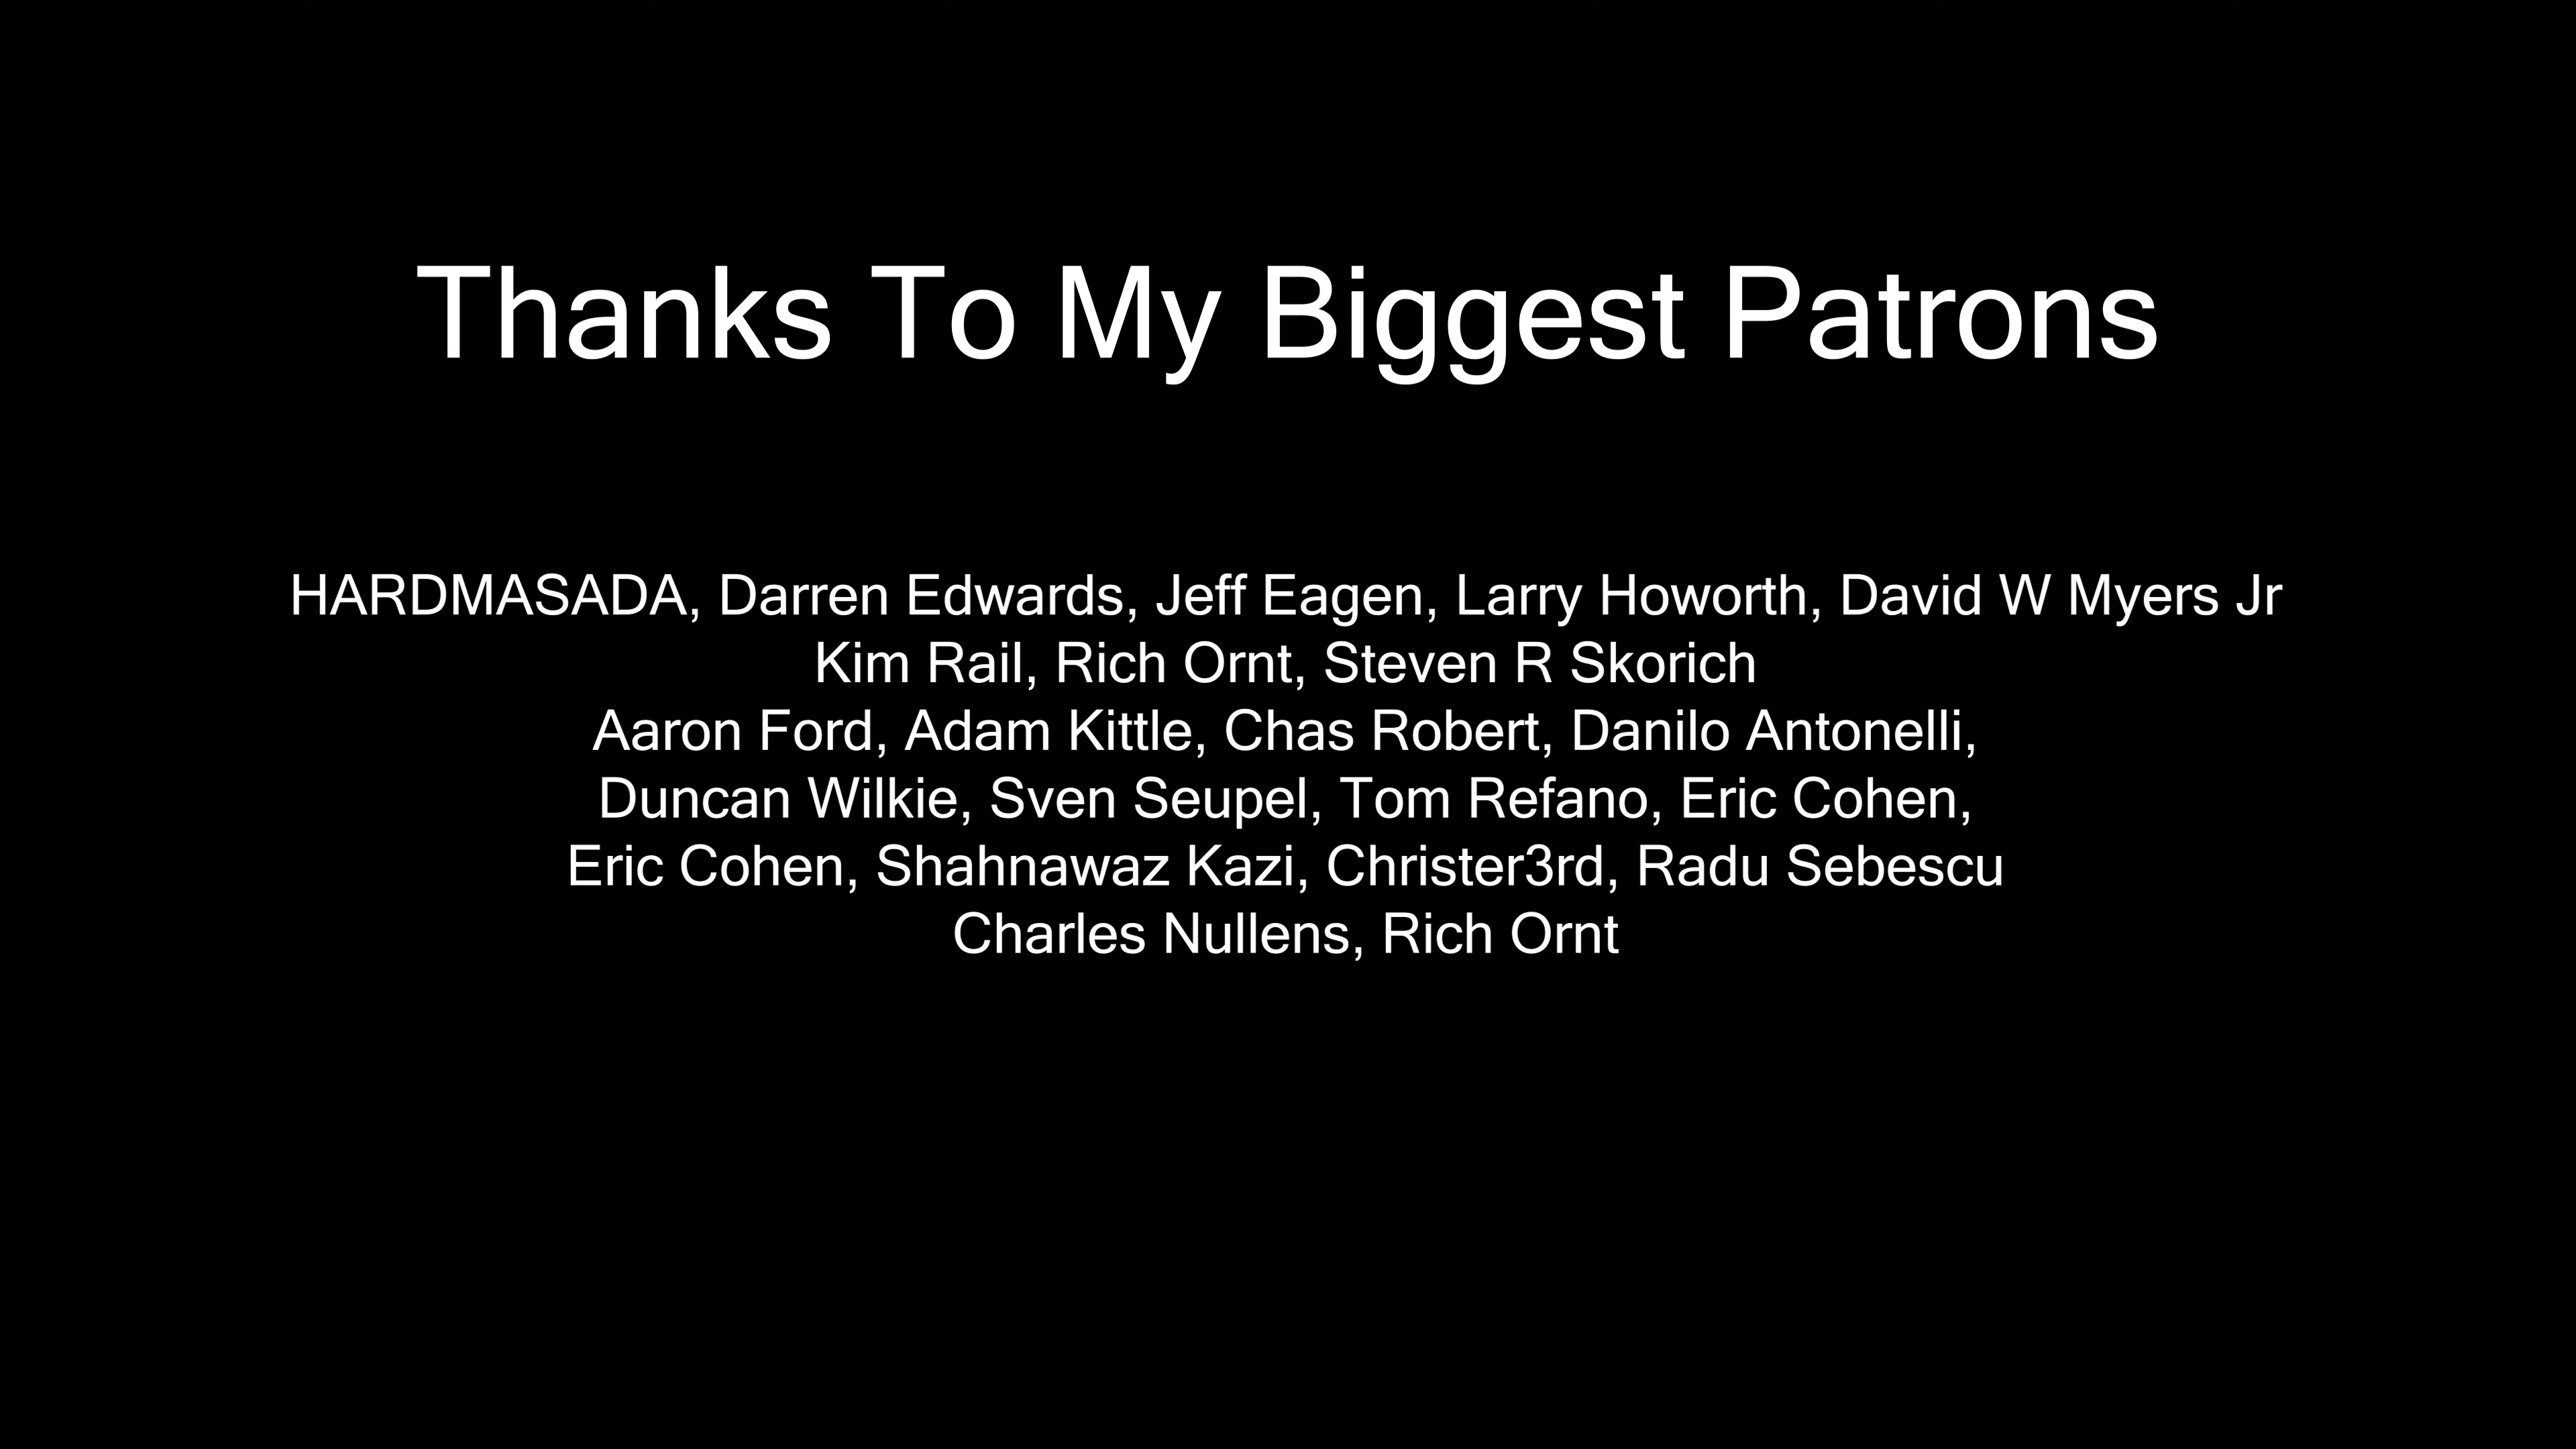 Thanks To My Biggest Patrons
HARDMASADA, Darren Edwards, Jeff Eagen, Larry Howorth, David W Myers Jr
Kim Rail, Rich Ornt, Steven R Skorich
Aaron Ford, Adam Kittle, Chas Robert, Danilo Antonelli,
Duncan Wilkie, Sven Seupel, Tom Refano, Eric Cohen,
Eric Cohen, Shahnawaz Kazi, Christer3rd, Radu Sebescu
Charles Nullens, Rich Ornt